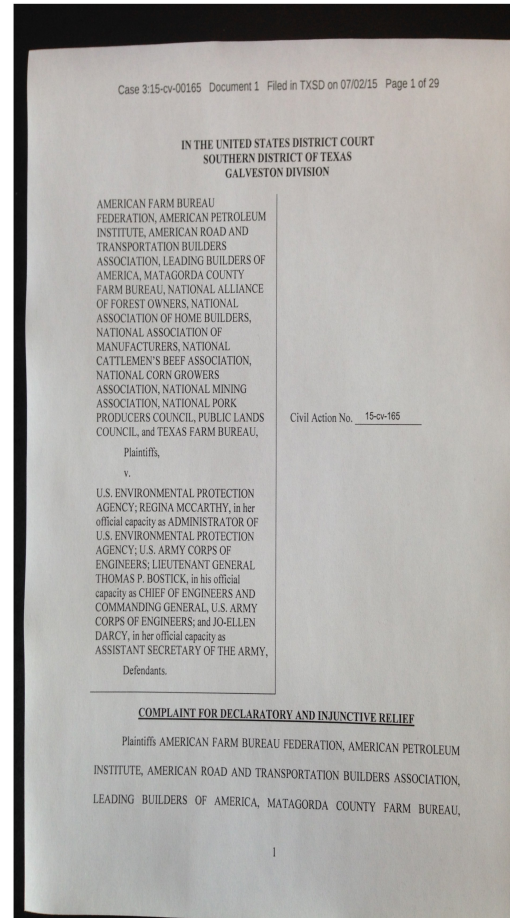 Case 3:15-cv-00165 Document 1 Filed in TXSD on 07/02/15 Page 1 of 29
IN THE UNITED STATES DISTRICT COURT
SOUTHERN DISTRICT OF TEXAS
GALVESTON DIVISION
AMERICAN FARM BUREAU
FEDERATION, AMERICAN PETROLEUM
INSTITUTE, AMERICAN ROAD AND
TRANSPORTATION BUILDERS
ASSOCIATION, LEADING BUILDERS OF
AMERICA, MATAGORDA COUNTY
FARM BUREAU, NATIONAL ALLIANCE
OF FOREST OWNERS, NATIONAL
ASSOCIATION OF HOME BUILDERS,
NATIONAL ASSOCIATION OF
MANUFACTURERS, NATIONAL
CATTLEMEN'S BEEF ASSOCIATION,
NATIONAL CORN GROWERS
ASSOCIATION, NATIONAL MINING
ASSOCIATION, NATIONAL PORK
PRODUCERS COUNCIL, PUBLIC LANDS
COUNCIL, and TEXAS FARM BUREAU,
Plaintiffs,
v.
U.S. ENVIRONMENTAL PROTECTION
AGENCY; REGINA MCCARTHY, in her
official capacity as ADMINISTRATOR OF
U.S. ENVIRONMENTAL PROTECTION
AGENCY; U.S. ARMY CORPS OF
ENGINEERS; LIEUTENANT GENERAL
THOMAS P. BOSTICK, in his official
capacity as CHIEF OF ENGINEERS AND
COMMANDING GENERAL, U.S. ARMY
CORPS OF ENGINEERS; and JO-ELLEN
DARCY, in her official capacity as
ASSISTANT SECRETARY OF THE ARMY,
Defendants.
Civil Action No. 15-cv-165
COMPLAINT FOR DECLARATORY AND INJUNCTIVE RELIEF
Plaintiffs AMERICAN FARM BUREAU FEDERATION, AMERICAN PETROLEUM
INSTITUTE, AMERICAN ROAD AND TRANSPORTATION BUILDERS ASSOCIATION,
LEADING BUILDERS OF AMERICA, MATAGORDA COUNTY FARM BUREAU,
1